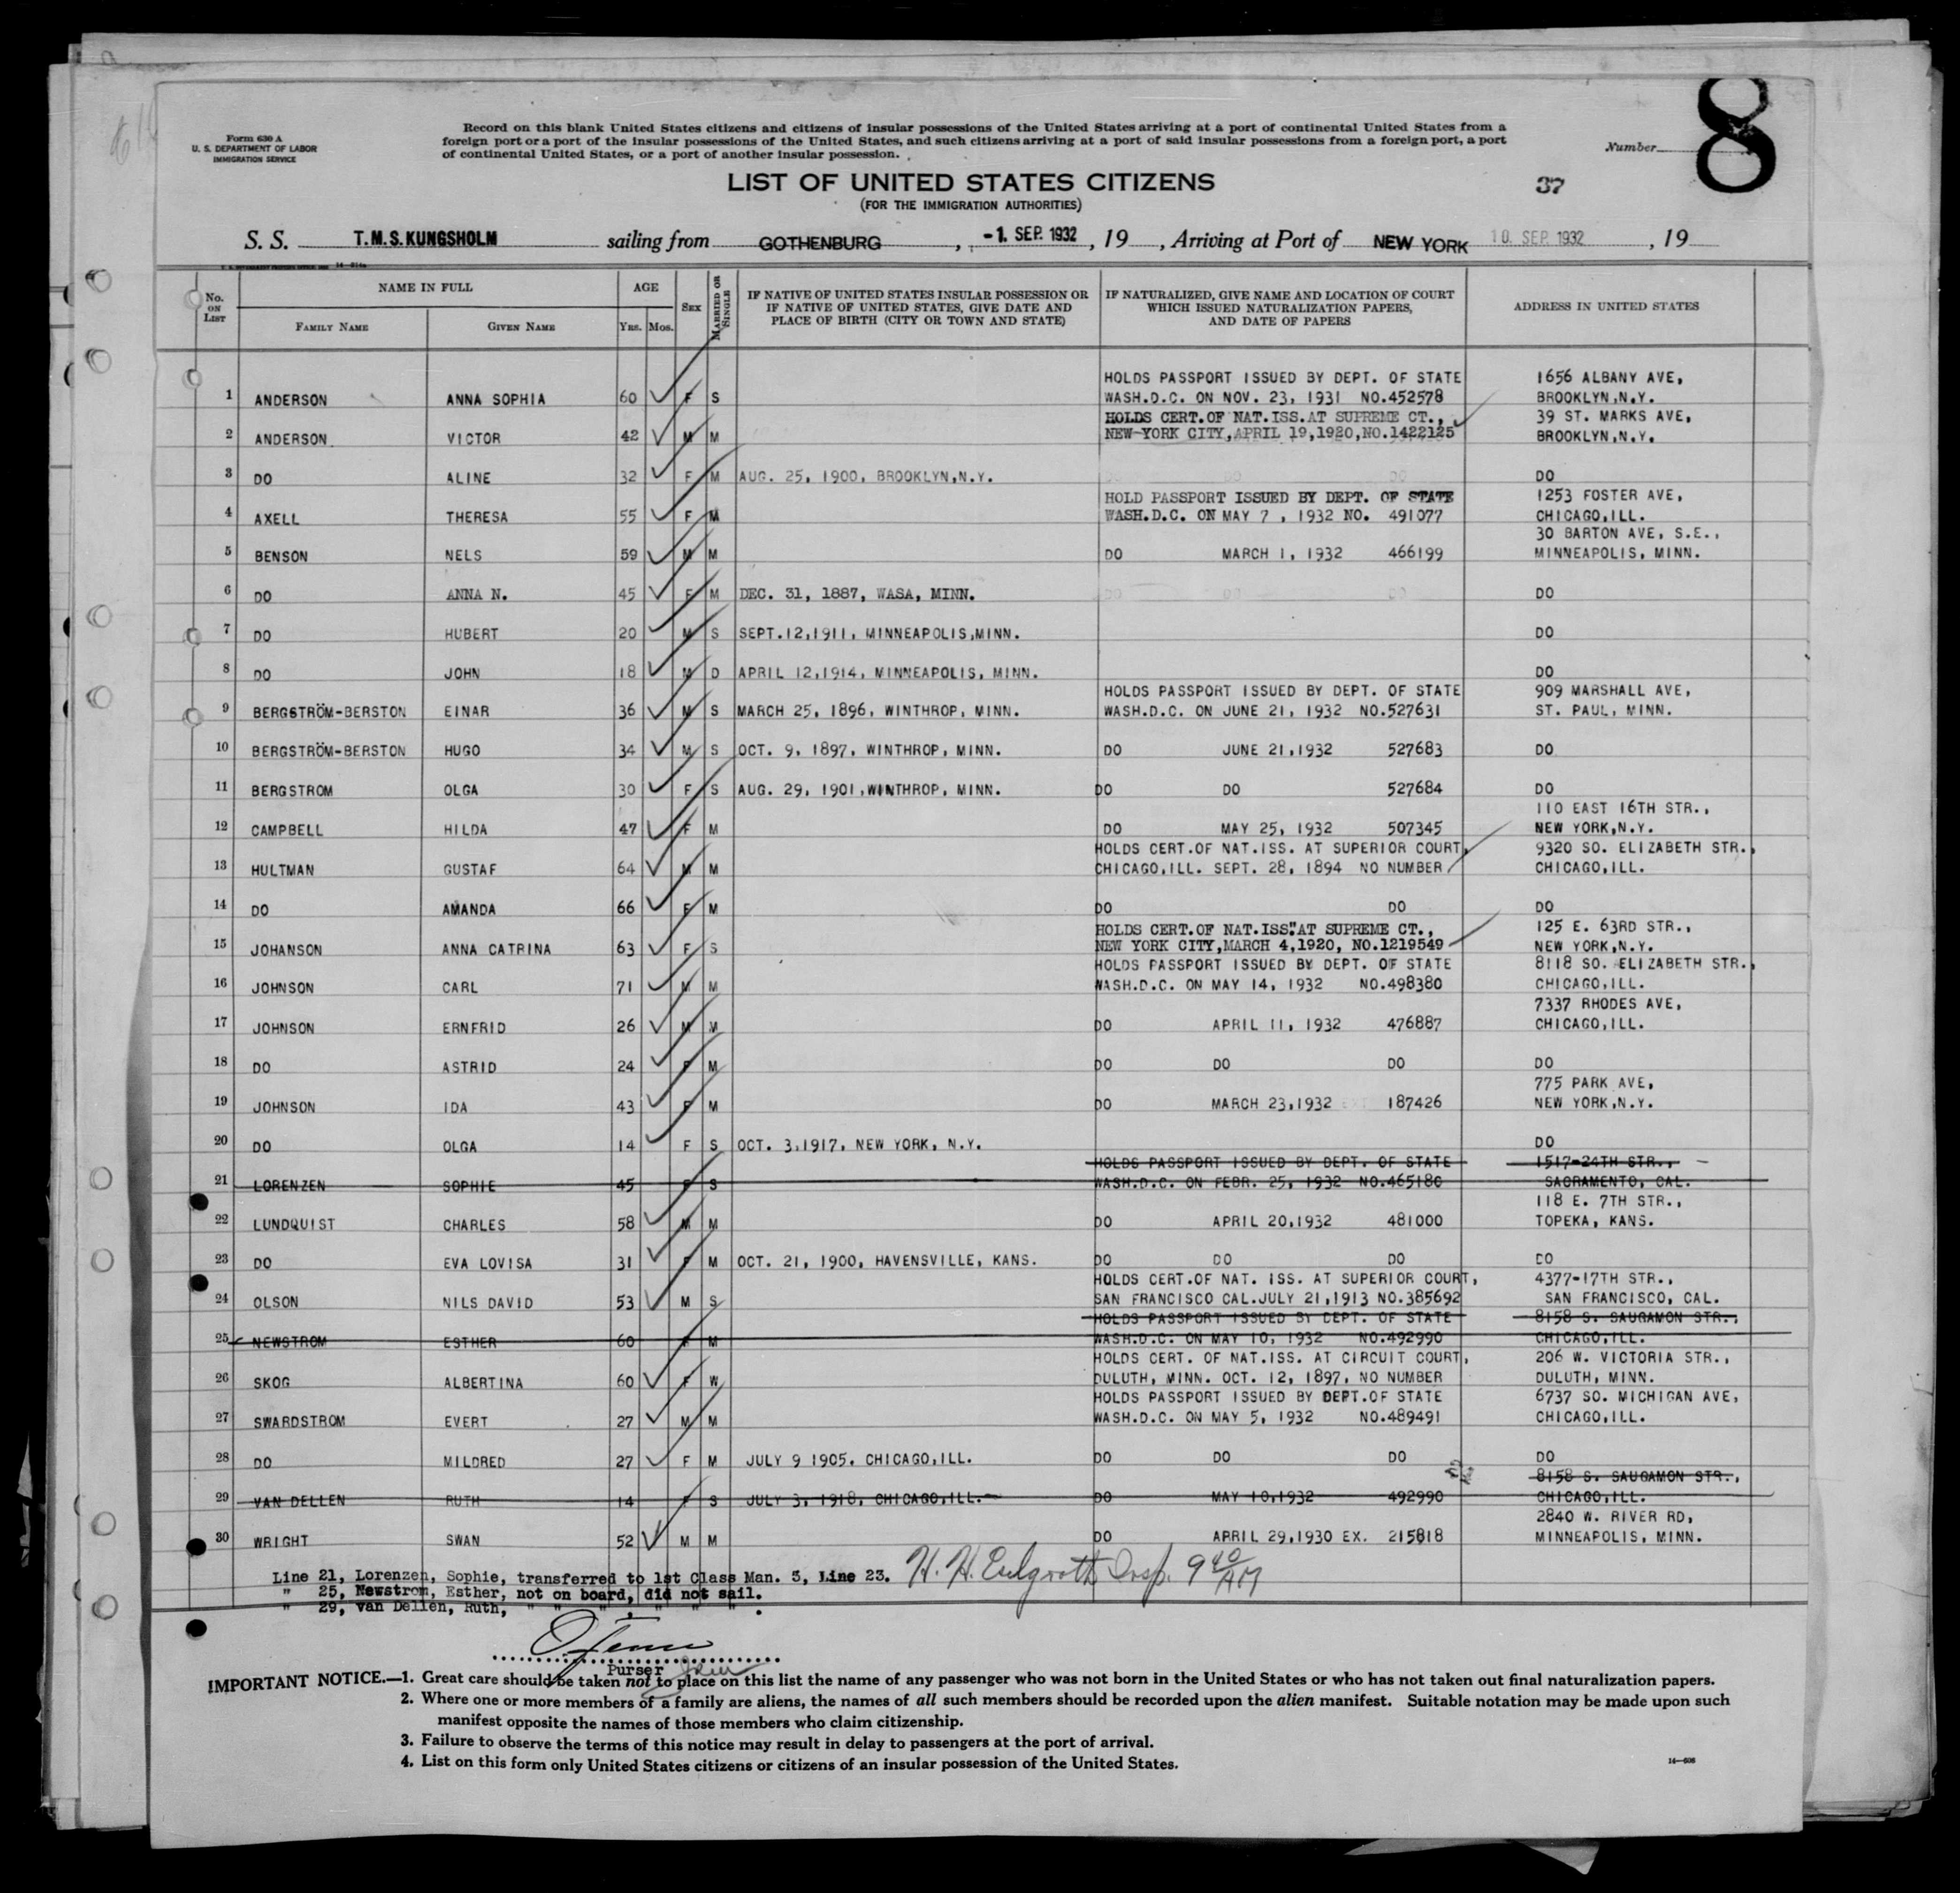 8
Form 630 A
U. S. DEPARTMENT OF LABOR
IMMIGRATION SERVICE
Record on this blank United States citizens and citizens of insular possessions of the United States arriving at a port of continental United States from a
foreign port or a port of the insular possessions of the United States, and such citizens arriving at a port of said insular possessions from a foreign port, a port
of continental United States, or a port of another insular possession.
Number
LIST OF UNITED STATES CITIZENS
37
(FOR THE IMMIGRATION AUTHORITIES)
S. S. T.M.S.KUNGSHOLM sailing from GOTHENBURG, -1. SEP. 1932, 19 , Arriving at Port of NEW YORK 10. SEP. 1932, 19
No. ON LIST
NAME IN FULL
FAMILY NAME GIVEN NAME
AGE
YRS. MOS.
SEX
MARRIED OR SINGLE
IF NATIVE OF UNITED STATES INSULAR POSSESSION OR
IF NATIVE OF UNITED STATES, GIVE DATE AND
PLACE OF BIRTH (CITY OR TOWN AND STATE)
IF NATURALIZED, GIVE NAME AND LOCATION OF COURT
WHICH ISSUED NATURALIZATION PAPERS,
AND DATE OF PAPERS
ADDRESS IN UNITED STATES
HOLDS PASSPORT ISSUED BY DEPT. OF STATE 1656 ALBANY AVE,
1 ANDERSON ANNA SOPHIA 60 F S WASH.D.C. ON NOV. 23, 1931 NO.452578 BROOKLYN,N.Y.
HOLDS CERT.OF NAT.ISS.AT SUPREME CT., 39 ST. MARKS AVE,
2 ANDERSON VICTOR 42 M M NEW-YORK CITY,APRIL 19,1920,NO.1422125 BROOKLYN,N.Y.
3 DO ALINE 32 F M AUG. 25, 1900, BROOKLYN,N.Y. DO
HOLD PASSPORT ISSUED BY DEPT. OF STATE 1253 FOSTER AVE,
4 AXELL THERESA 55 F M WASH.D.C. ON MAY 7 , 1932 NO. 491077 CHICAGO,ILL.
30 BARTON AVE, S.E.,
5 BENSON NELS 59 M M DO MARCH 1, 1932 466199 MINNEAPOLIS, MINN.
6 DO ANNA N. 45 F M DEC. 31, 1887, WASA, MINN. DO
7 DO HUBERT 20 M S SEPT.12,1911, MINNEAPOLIS,MINN. DO
8 DO JOHN 18 M D APRIL 12,1914, MINNEAPOLIS, MINN. DO
HOLDS PASSPORT ISSUED BY DEPT. OF STATE 909 MARSHALL AVE,
9 BERGSTRÖM-BERSTON EINAR 36 M S MARCH 25, 1896, WINTHROP, MINN. WASH.D.C. ON JUNE 21, 1932 NO.527631 ST. PAUL, MINN.
10 BERGSTRÖM-BERSTON HUGO 34 M S OCT. 9, 1897, WINTHROP, MINN. DO JUNE 21,1932 527683 DO
11 BERGSTROM OLGA 30 F S AUG. 29, 1901,WINTHROP, MINN. DO DO 527684 DO
110 EAST 16TH STR.,
12 CAMPBELL HILDA 47 F M DO MAY 25, 1932 507345 NEW YORK,N.Y.
HOLDS CERT.OF NAT.ISS. AT SUPERIOR COURT, 9320 SO. ELIZABETH STR.,
13 HULTMAN GUSTAF 64 M M CHICAGO,ILL. SEPT. 28, 1894 NO NUMBER CHICAGO,ILL.
14 DO AMANDA 66 F M DO DO DO
HOLDS CERT.OF NAT.ISS.AT SUPREME CT., 125 E. 63RD STR.,
15 JOHANSON ANNA CATRINA 63 F S NEW YORK CITY,MARCH 4,1920, NO.1219549 NEW YORK,N.Y.
HOLDS PASSPORT ISSUED BY DEPT. OF STATE 8118 SO. ELIZABETH STR.,
16 JOHNSON CARL 71 M M WASH.D.C. ON MAY 14, 1932 NO.498380 CHICAGO,ILL.
7337 RHODES AVE,
17 JOHNSON ERNFRID 26 M M DO APRIL 11, 1932 476887 CHICAGO,ILL.
18 DO ASTRID 24 F M DO DO DO DO
775 PARK AVE,
19 JOHNSON IDA 43 F M DO MARCH 23,1932 187426 NEW YORK,N.Y.
20 DO OLGA 14 F S OCT. 3,1917, NEW YORK, N.Y. DO
HOLDS PASSPORT ISSUED BY DEPT. OF STATE 1517-24TH STR.,
21 LORENZEN SOPHIE 45 F S WASH.D.C. ON FEBR. 25, 1932 NO.465180 SACRAMENTO, CAL.
118 E. 7TH STR.,
22 LUNDQUIST CHARLES 58 M M DO APRIL 20,1932 481000 TOPEKA, KANS.
23 DO EVA LOVISA 31 F M OCT. 21, 1900, HAVENSVILLE, KANS. DO DO DO DO
HOLDS CERT.OF NAT. ISS. AT SUPERIOR COURT, 4377-17TH STR.,
24 OLSON NILS DAVID 53 M S SAN FRANCISCO CAL.JULY 21,1913 NO.385692 SAN FRANCISCO, CAL.
HOLDS PASSPORT ISSUED BY DEPT. OF STATE 8158 S. SAUGAMON STR.,
25 NEWSTROM ESTHER 60 F M WASH.D.C. ON MAY 10, 1932 NO.492990 CHICAGO,ILL.
HOLDS CERT. OF NAT.ISS. AT CIRCUIT COURT, 206 W. VICTORIA STR.,
26 SKOG ALBERTINA 60 F W DULUTH, MINN. OCT. 12, 1897, NO NUMBER DULUTH, MINN.
HOLDS PASSPORT ISSUED BY DEPT.OF STATE 6737 SO. MICHIGAN AVE,
27 SWARDSTROM EVERT 27 M M WASH.D.C. ON MAY 5, 1932 NO.489491 CHICAGO,ILL.
28 DO MILDRED 27 F M JULY 9 1905. CHICAGO,ILL. DO DO DO DO
8158 S. SAUGAMON STR.,
29 VAN DELLEN RUTH 14 F S JULY 3, 1918, CHICAGO,ILL. DO MAY 10,1932 492990 CHICAGO,ILL.
2840 W. RIVER RD,
30 WRIGHT SWAN 52 M M DO APRIL 29,1930 EX. 215818 MINNEAPOLIS, MINN.
Line 21, Lorenzen, Sophie, transferred to 1st Class Man. 3, Line 23. H. H. Insp. 9 40 AM
" 25, Newstrom, Esther, not on board, did not sail.
" 29, van Dellen, Ruth, " " " " " " .
Purser
IMPORTANT NOTICE.—1. Great care should be taken not to place on this list the name of any passenger who was not born in the United States or who has not taken out final naturalization papers.
2. Where one or more members of a family are aliens, the names of all such members should be recorded upon the alien manifest. Suitable notation may be made upon such
manifest opposite the names of those members who claim citizenship.
3. Failure to observe the terms of this notice may result in delay to passengers at the port of arrival.
4. List on this form only United States citizens or citizens of an insular possession of the United States.
14—606